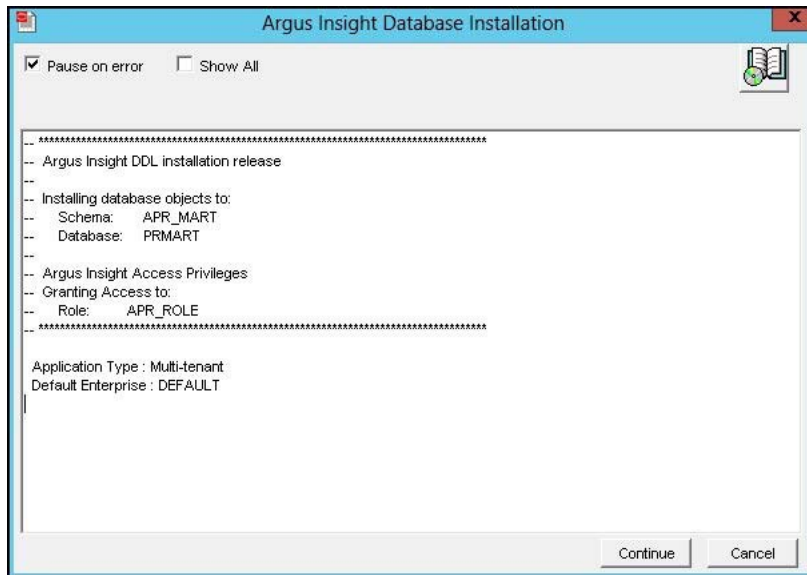 Argus Insight Database Installation
x
Pause on error Show All
-- ************************************************************************************
-- Argus Insight DDL installation release
--
-- Installing database objects to:
-- Schema: APR_MART
-- Database: PRMART
--
-- Argus Insight Access Privileges
-- Granting Access to:
-- Role: APR_ROLE
-- ************************************************************************************
Application Type : Multi-tenant
Default Enterprise : DEFAULT
Continue Cancel